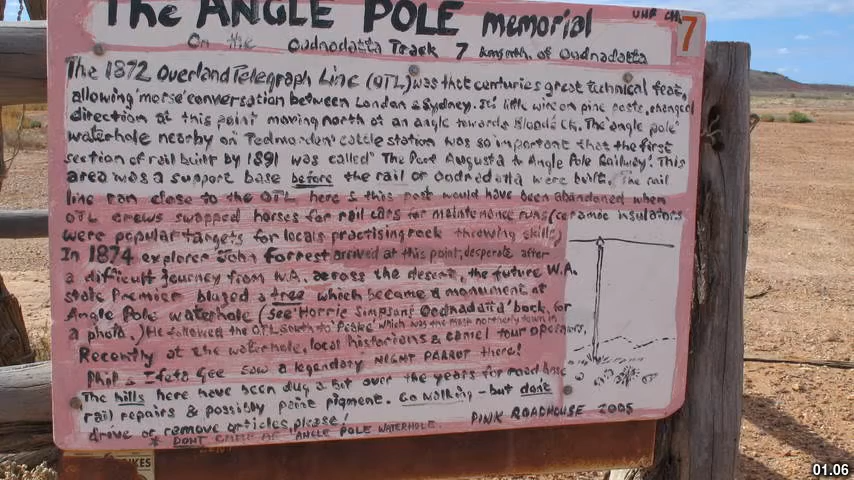 The ANGLE POLE memorial
UHF CH. 7
On the Oodnadatta Track 7 kms nth. of Oodnadatta
The 1872 Overland Telegraph Line (OTL) was that centuries great technical feat,
allowing 'morse' conversation between London & Sydney. Its little wire on pine posts, changed
direction at this point moving north at an angle towards Bloods Ck. The 'angle pole'
waterhole nearby on Todmorden cattle station was so important that the first
section of rail built by 1891 was called "The Port Augusta to Angle Pole Railway". This
area was a support base before the rail or Oodnadatta were built. The rail
line ran close to the OTL here & this post would have been abandoned when
OTL crews swapped horses for rail cars for maintenance runs (ceramic insulators
were popular targets for locals practising rock throwing skills)
In 1874 explorer John Forrest arrived at this point, desperate after
a difficult journey from W.A. across the desert, the future W.A.
state Premier blazed a tree which became a monument at
Angle Pole waterhole (see 'Horrie Simpsons Oodnadatta' book, for
a photo.) He followed the OTL south to 'Peake' which was the most northerly town in
Recently at the waterhole, local historians & camel tour operators,
Phil & Ifeta Gee saw a legendary NIGHT PARROT there!
The hills here have been dug a bit over the years for road base
rail repairs & possibly paint pigment. Go walking - but don't
drive or remove articles please!
PINK ROADHOUSE 2005
* DONT CAMP AT ANGLE POLE WATERHOLE
KES
01.06